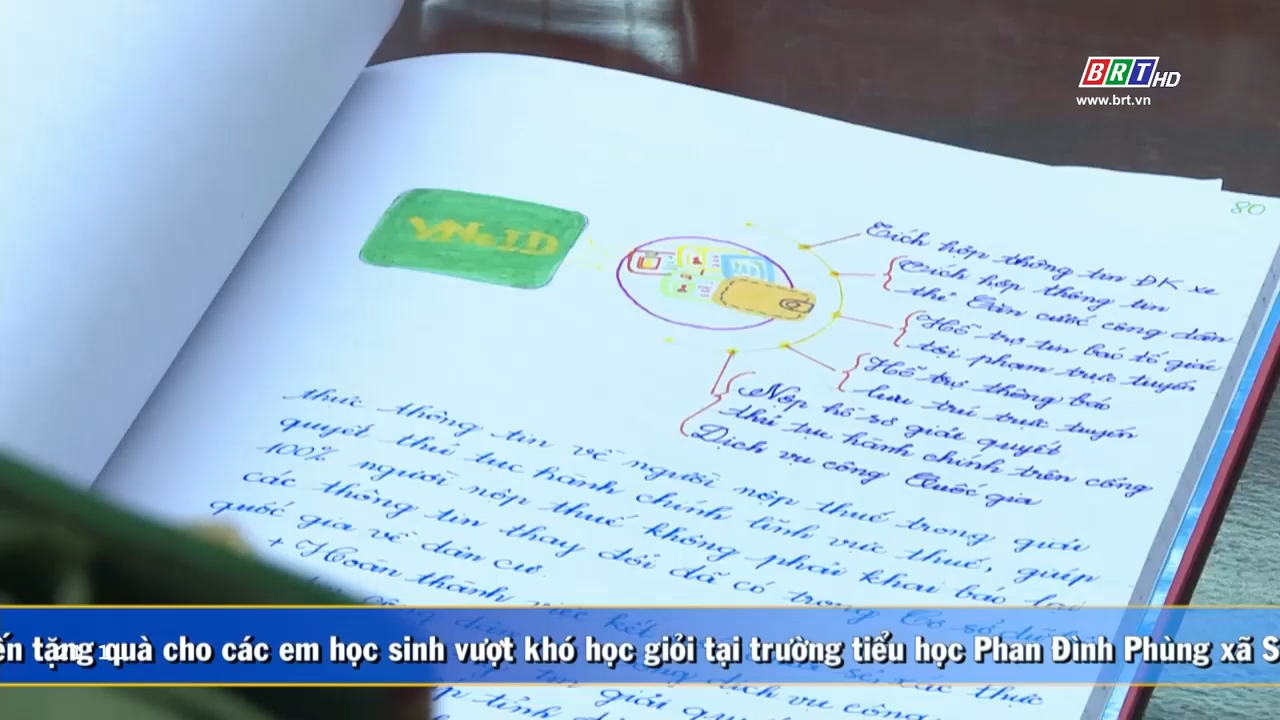 BRT HD
www.brt.vn
80
VNeID
Tích hợp thông tin ĐK xe
Tích hợp thông tin
thẻ Căn cước công dân
Hỗ trợ tin báo tố giác
tội phạm trực tuyến
Hỗ trợ thông báo
lưu trú trực tuyến
Nộp hồ sơ giải quyết
thủ tục hành chính trên cổng
Dịch vụ công Quốc gia
thực thông tin về người nộp thuế trong giải
quyết thủ tục hành chính lĩnh vực thuế, giúp
100% người nộp thuế không phải khai báo lại
các thông tin thay đổi đã có trong Cơ sở dữ
quốc gia về dân cư.
+ Hoàn thành việc kết
xác thực
dịch vụ công
giải
ến tặng quà cho các em học sinh vượt khó học giỏi tại trường tiểu học Phan Đình Phùng xã S